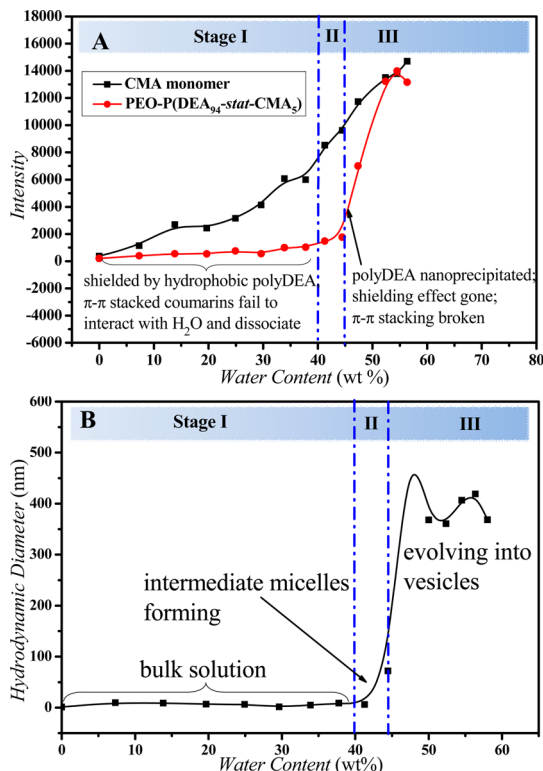 A
Stage I
II
III
CMA monomer
PEO-P(DEA94-stat-CMA5)
18000
16000
14000
12000
10000
8000
6000
4000
2000
0
-2000
-4000
-6000
Intensity
shielded by hydrophobic polyDEA
π-π stacked coumarins fail to
interact with H2O and dissociate
polyDEA nanoprecipitated;
shielding effect gone;
π-π stacking broken
0
10
20
30
40
50
60
70
80
Water Content (wt %)
B
Stage I
II
III
600
500
400
300
200
100
0
Hydrodynamic Diameter (nm)
intermediate micelles
forming
evolving into
vesicles
bulk solution
0
10
20
30
40
50
60
Water Content (wt%)